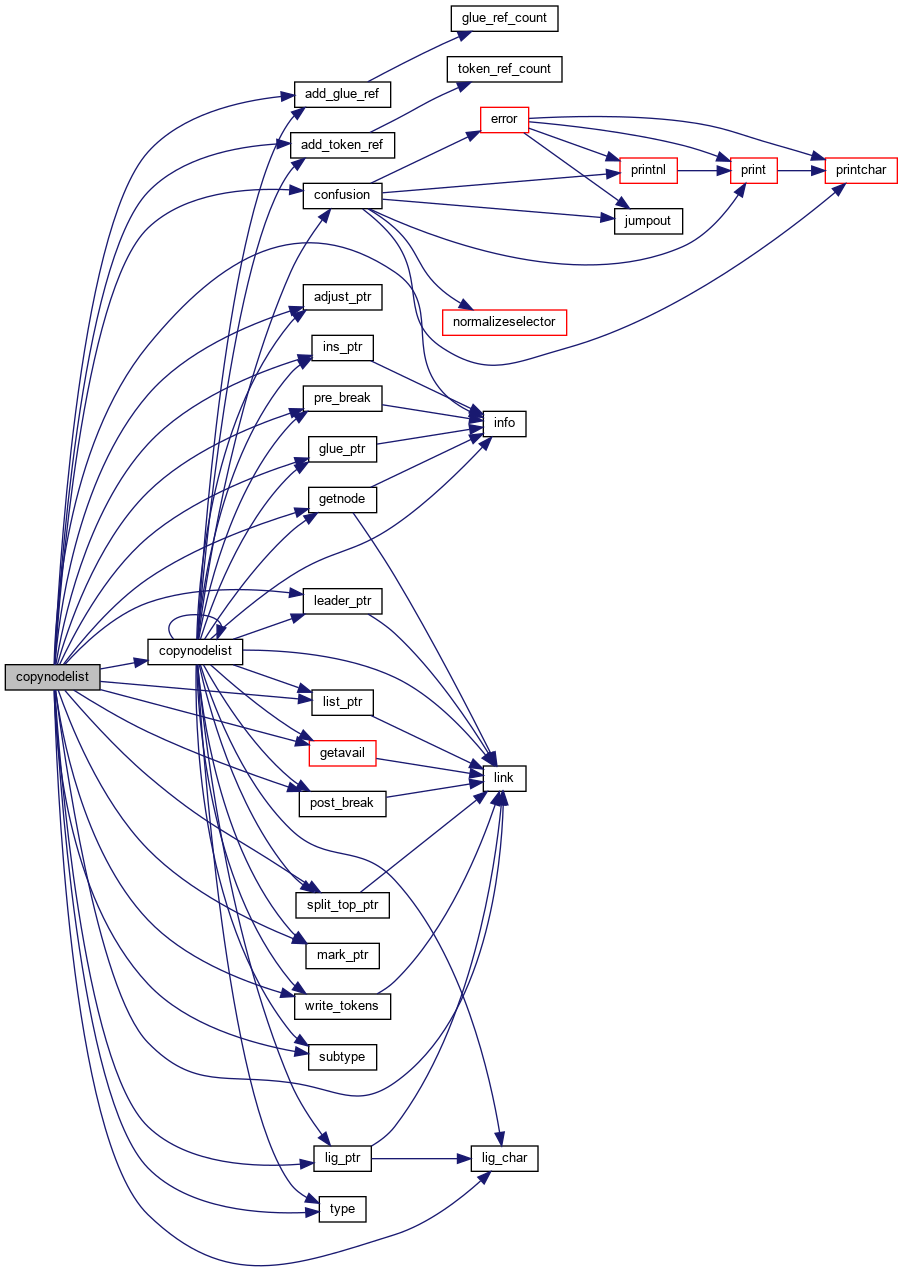 glue_ref_count
token_ref_count
add_glue_ref
error
add_token_ref
printnl
print
printchar
confusion
jumpout
adjust_ptr
normalizeselector
ins_ptr
pre_break
info
glue_ptr
getnode
leader_ptr
copynodelist
copynodelist
list_ptr
getavail
link
post_break
split_top_ptr
mark_ptr
write_tokens
subtype
lig_ptr
lig_char
type